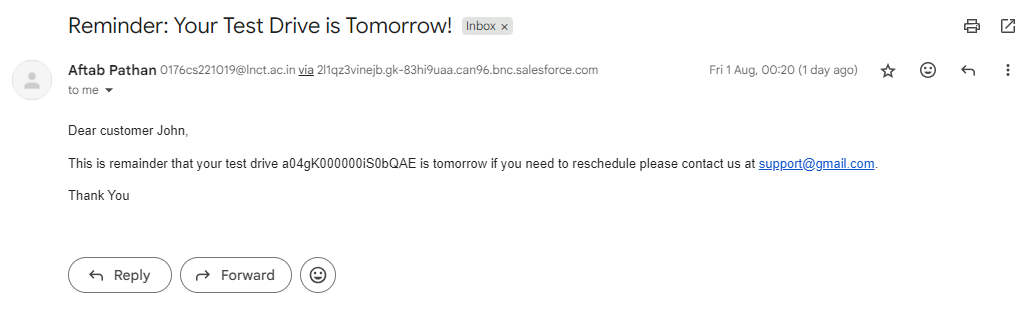 Reminder: Your Test Drive is Tomorrow! Inbox ×
Aftab Pathan 0176cs221019@lnct.ac.in via 2l1qz3vinejb.gk-83hi9uaa.can96.bnc.salesforce.com Fri 1 Aug, 00:20 (1 day ago)
to me
Dear customer John,
This is remainder that your test drive a04gK000000iS0bQAE is tomorrow if you need to reschedule please contact us at support@gmail.com.
Thank You
Reply Forward